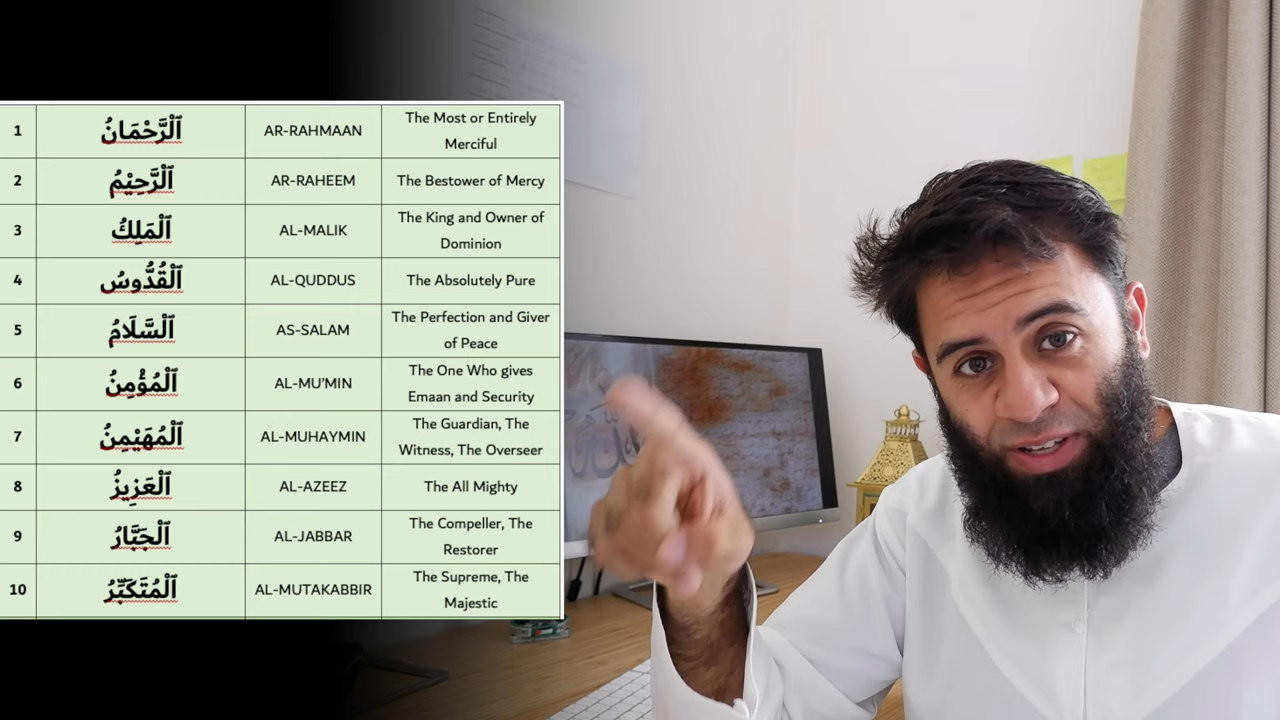 1 ٱلْرَّحْمَانُ AR-RAHMAAN The Most or Entirely
Merciful
2 ٱلْرَّحِيْمُ AR-RAHEEM The Bestower of Mercy
3 ٱلْمَلِكُ AL-MALIK The King and Owner of
Dominion
4 ٱلْقُدُّوسُ AL-QUDDUS The Absolutely Pure
5 ٱلْسَّلَامُ AS-SALAM The Perfection and Giver
of Peace
6 ٱلْمُؤْمِنُ AL-MU’MIN The One Who gives
Emaan and Security
7 ٱلْمُهَيْمِنُ AL-MUHAYMIN The Guardian, The
Witness, The Overseer
8 ٱلْعَزِيزُ AL-AZEEZ The All Mighty
9 ٱلْجَبَّارُ AL-JABBAR The Compeller, The
Restorer
10 ٱلْمُتَكَبِّرُ AL-MUTAKABBIR The Supreme, The
Majestic